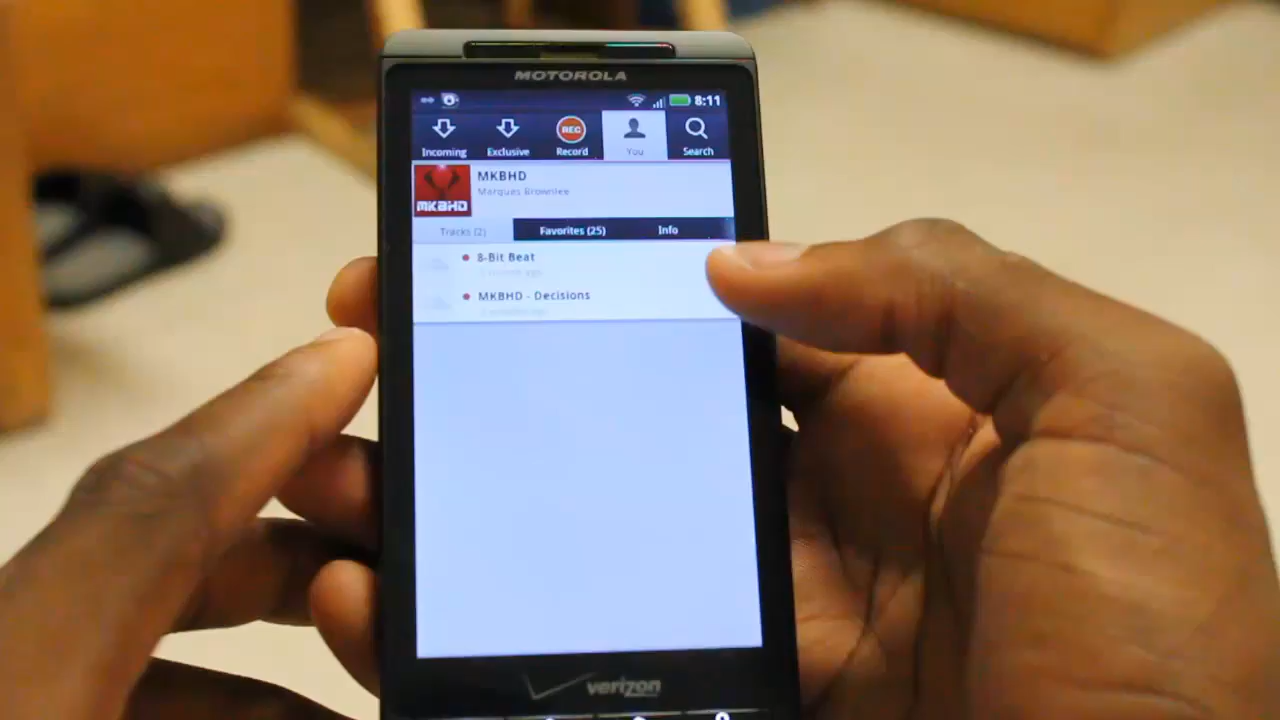 MOTOROLA
8:11
Incoming Exclusive REC Record You Search
MKBHD
MKBHD
Marques Brownlee
Tracks (2) Favorites (25) Info
8-Bit Beat
MKBHD - Decisions
verizon